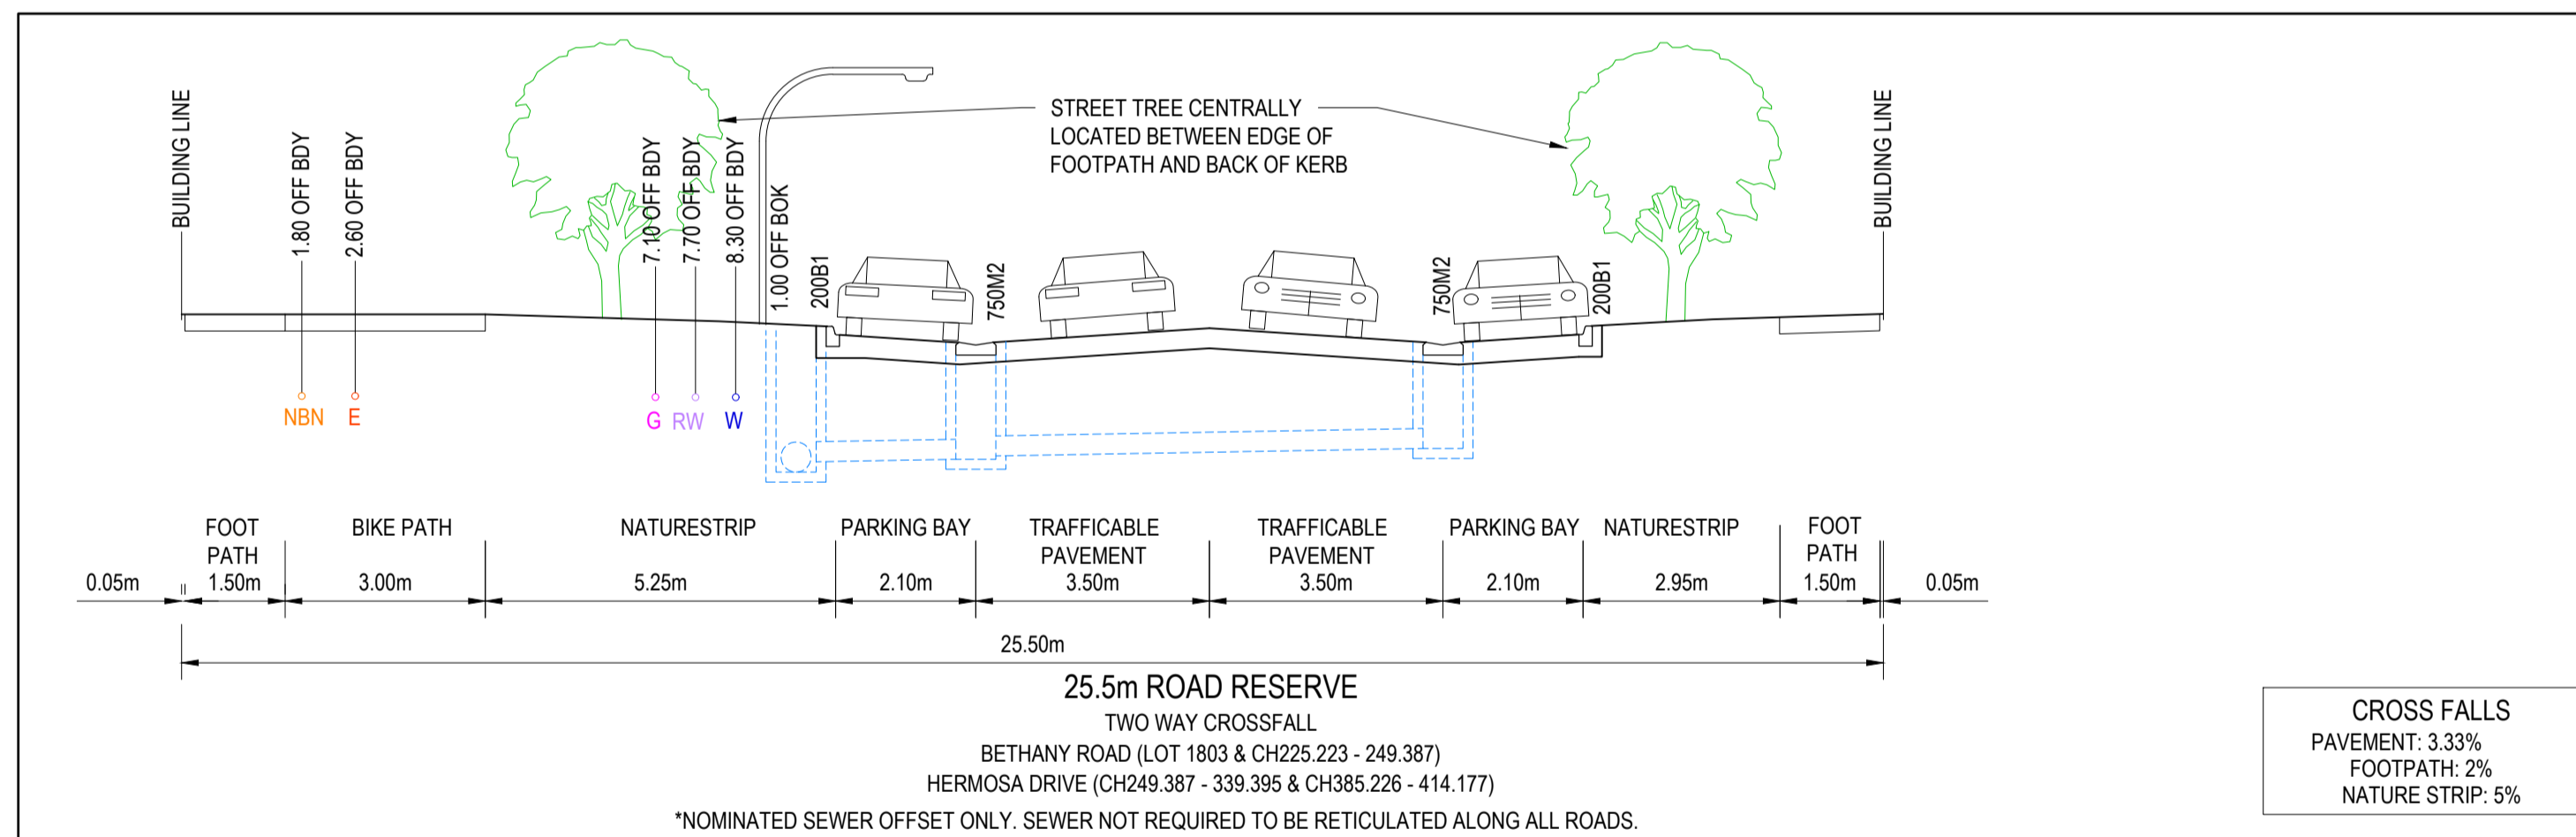 BUILDING LINE
1.80 OFF BDY
2.60 OFF BDY
7.10 OFF BDY
7.70 OFF BDY
8.30 OFF BDY
1.00 OFF BOK
200B1
750M2
STREET TREE CENTRALLY
LOCATED BETWEEN EDGE OF
FOOTPATH AND BACK OF KERB
750M2
200B1
BUILDING LINE
NBN E G RW W
FOOT
PATH
1.50m
BIKE PATH
3.00m
NATURESTRIP
5.25m
PARKING BAY
2.10m
TRAFFICABLE
PAVEMENT
3.50m
TRAFFICABLE
PAVEMENT
3.50m
PARKING BAY
2.10m
NATURESTRIP
2.95m
FOOT
PATH
1.50m
0.05m
0.05m
25.50m
25.5m ROAD RESERVE
TWO WAY CROSSFALL
BETHANY ROAD (LOT 1803 & CH225.223 - 249.387)
HERMOSA DRIVE (CH249.387 - 339.395 & CH385.226 - 414.177)
*NOMINATED SEWER OFFSET ONLY. SEWER NOT REQUIRED TO BE RETICULATED ALONG ALL ROADS.
CROSS FALLS
PAVEMENT: 3.33%
FOOTPATH: 2%
NATURE STRIP: 5%